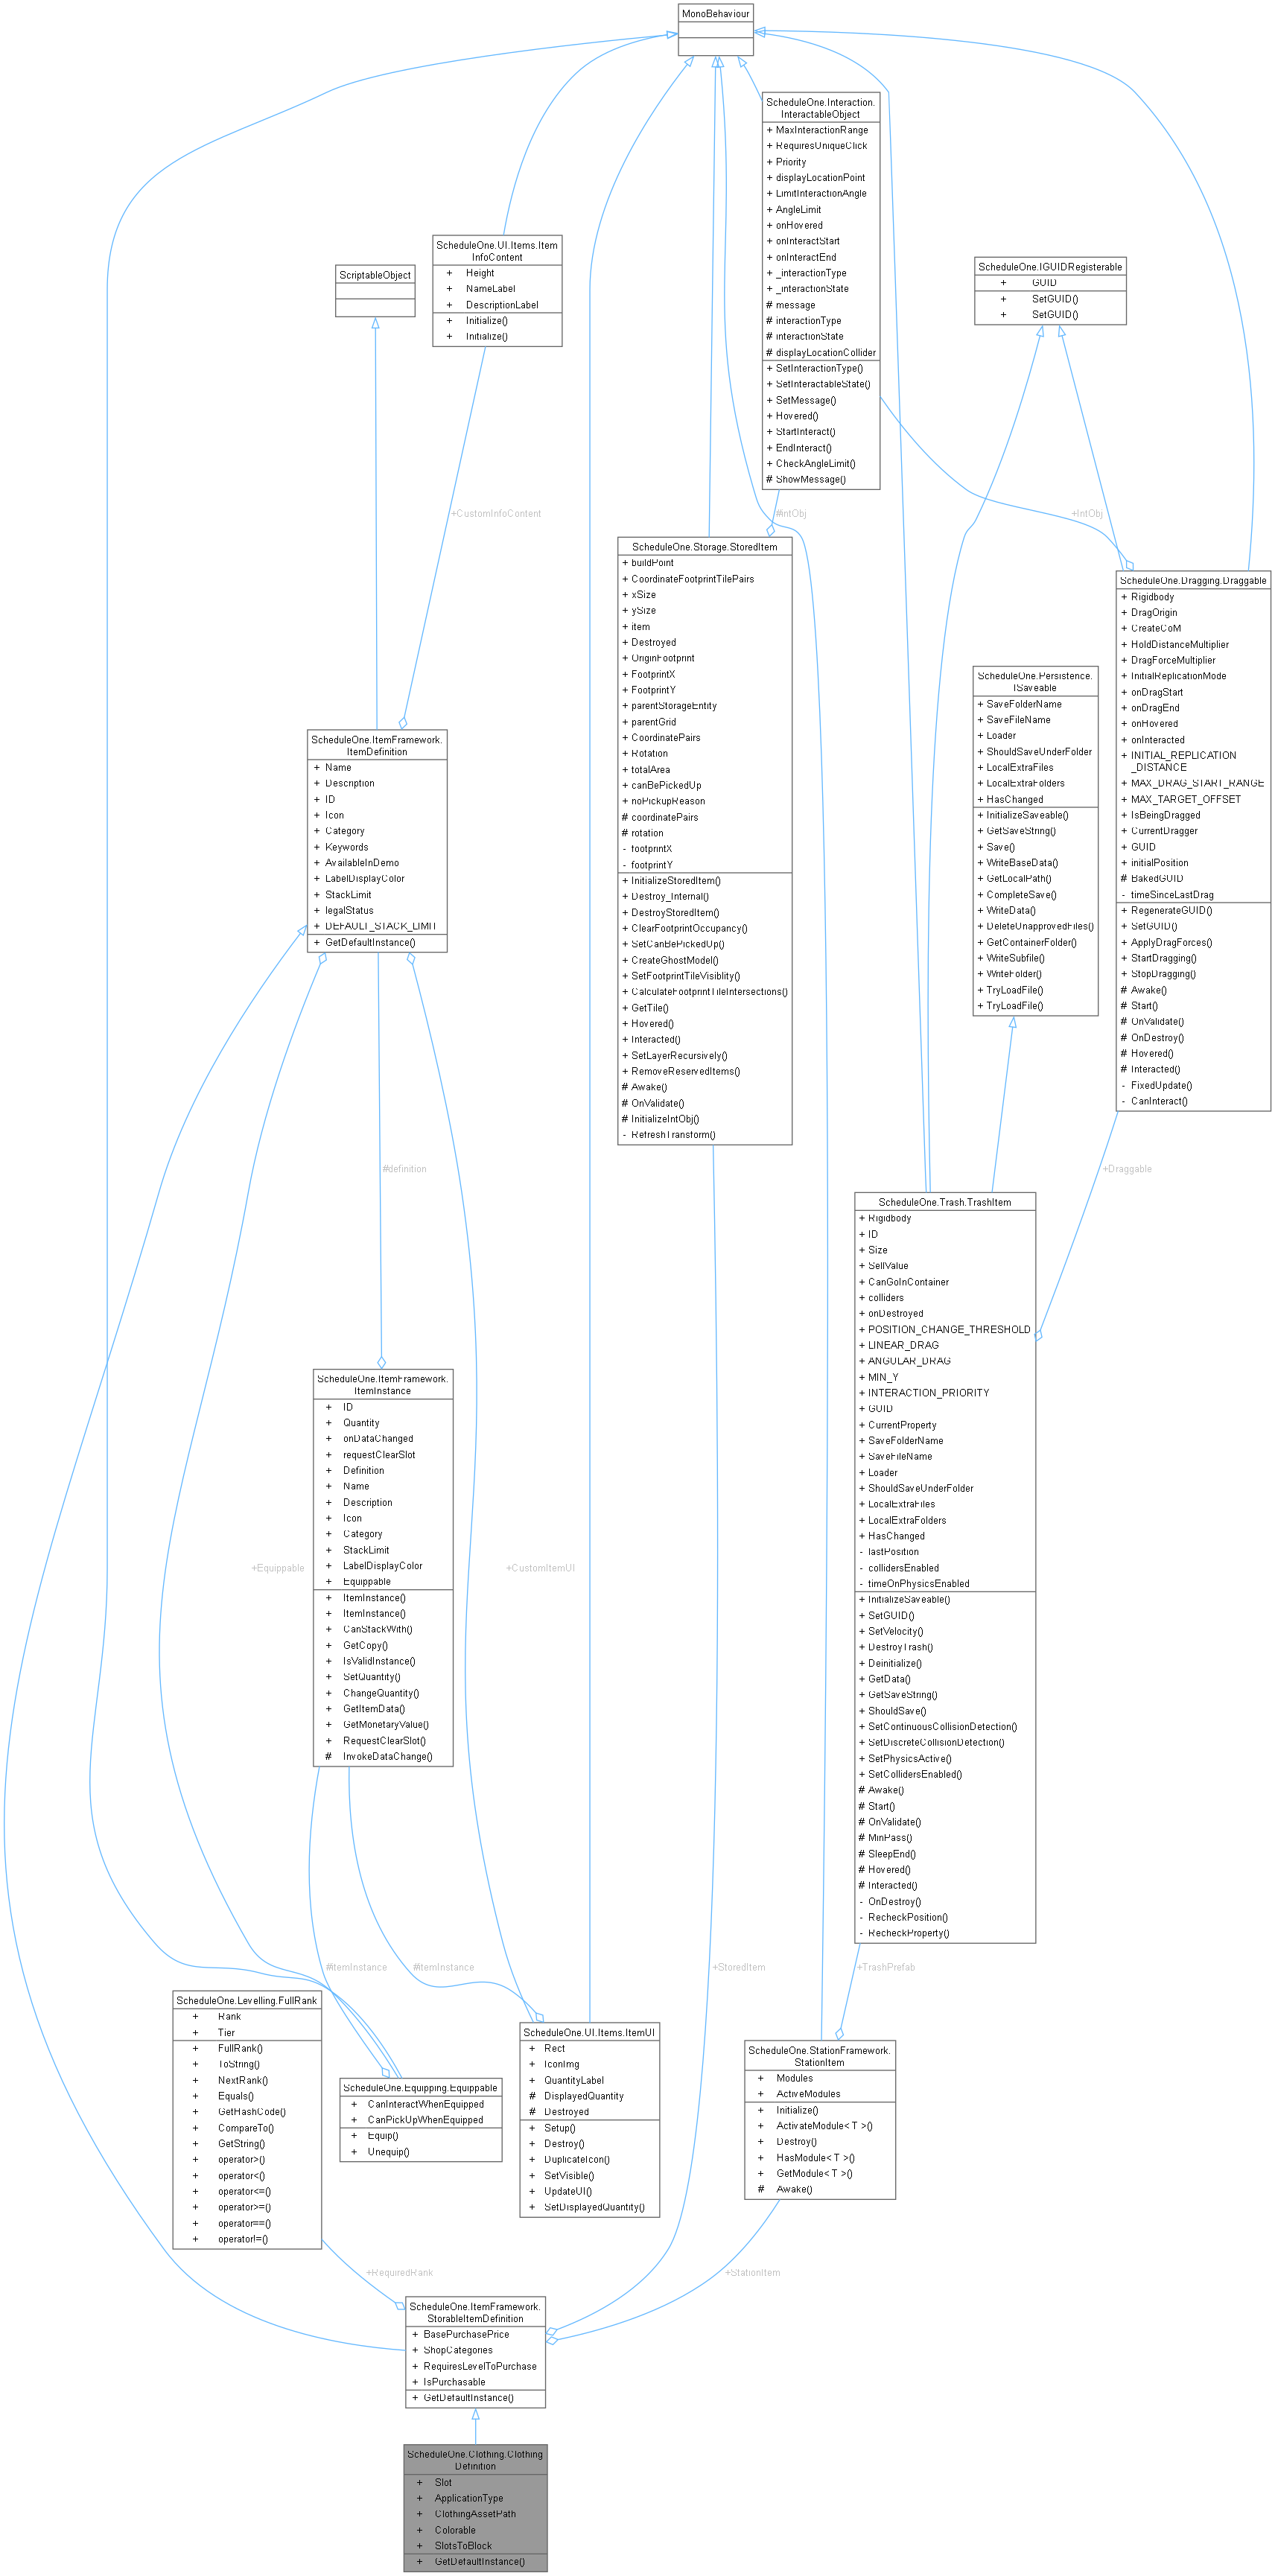 MonoBehaviour
ScheduleOne.Interaction.
InteractableObject
+ MaxInteractionRange
+ RequiresUniqueClick
+ Priority
+ displayLocationPoint
+ LimitInteractionAngle
+ AngleLimit
+ onHovered
+ onInteractStart
+ onInteractEnd
+ _interactionType
+ _interactionState
# message
# interactionType
# interactionState
# displayLocationCollider
+ SetInteractionType()
+ SetInteractableState()
+ SetMessage()
+ Hovered()
+ StartInteract()
+ EndInteract()
+ CheckAngleLimit()
# ShowMessage()
ScheduleOne.UI.Items.Item
InfoContent
+ Height
+ NameLabel
+ DescriptionLabel
+ Initialize()
+ Initialize()
ScriptableObject
ScheduleOne.IGUIDRegisterable
+ GUID
+ SetGUID()
+ SetGUID()
+CustomInfoContent
#intObj
+IntObj
ScheduleOne.Storage.StoredItem
+ buildPoint
+ CoordinateFootprintTilePairs
+ xSize
+ ySize
+ item
+ Destroyed
+ OriginFootprint
+ FootprintX
+ FootprintY
+ parentStorageEntity
+ parentGrid
+ CoordinatePairs
+ Rotation
+ totalArea
+ canBePickedUp
+ noPickupReason
# coordinatePairs
# rotation
- footprintX
- footprintY
+ InitializeStoredItem()
+ Destroy_Internal()
+ DestroyStoredItem()
+ ClearFootprintOccupancy()
+ SetCanBePickedUp()
+ CreateGhostModel()
+ SetFootprintTileVisiblity()
+ CalculateFootprintTileIntersections()
+ GetTile()
+ Hovered()
+ Interacted()
+ SetLayerRecursively()
+ RemoveReservedItems()
# Awake()
# OnValidate()
# InitializeIntObj()
- RefreshTransform()
ScheduleOne.Dragging.Draggable
+ Rigidbody
+ DragOrigin
+ CreateCoM
+ HoldDistanceMultiplier
+ DragForceMultiplier
+ InitialReplicationMode
+ onDragStart
+ onDragEnd
+ onHovered
+ onInteracted
+ INITIAL_REPLICATION
_DISTANCE
+ MAX_DRAG_START_RANGE
+ MAX_TARGET_OFFSET
+ IsBeingDragged
+ CurrentDragger
+ GUID
+ initialPosition
# BakedGUID
- timeSinceLastDrag
+ RegenerateGUID()
+ SetGUID()
+ ApplyDragForces()
+ StartDragging()
+ StopDragging()
# Awake()
# Start()
# OnValidate()
# OnDestroy()
# Hovered()
# Interacted()
- FixedUpdate()
- CanInteract()
ScheduleOne.Persistence.
ISaveable
+ SaveFolderName
+ SaveFileName
+ Loader
+ ShouldSaveUnderFolder
+ LocalExtraFiles
+ LocalExtraFolders
+ HasChanged
+ InitializeSaveable()
+ GetSaveString()
+ Save()
+ WriteBaseData()
+ GetLocalPath()
+ CompleteSave()
+ WriteData()
+ DeleteUnapprovedFiles()
+ GetContainerFolder()
+ WriteSubfile()
+ WriteFolder()
+ TryLoadFile()
+ TryLoadFile()
ScheduleOne.ItemFramework.
ItemDefinition
+ Name
+ Description
+ ID
+ Icon
+ Category
+ Keywords
+ AvailableInDemo
+ LabelDisplayColor
+ StackLimit
+ legalStatus
+ DEFAULT_STACK_LIMIT
+ GetDefaultInstance()
#definition
+Draggable
ScheduleOne.Trash.TrashItem
+ Rigidbody
+ ID
+ Size
+ SellValue
+ CanGoInContainer
+ colliders
+ onDestroyed
+ POSITION_CHANGE_THRESHOLD
+ LINEAR_DRAG
+ ANGULAR_DRAG
+ MIN_Y
+ INTERACTION_PRIORITY
+ GUID
+ CurrentProperty
+ SaveFolderName
+ SaveFileName
+ Loader
+ ShouldSaveUnderFolder
+ LocalExtraFiles
+ LocalExtraFolders
+ HasChanged
- lastPosition
- collidersEnabled
- timeOnPhysicsEnabled
+ InitializeSaveable()
+ SetGUID()
+ SetVelocity()
+ DestroyTrash()
+ Deinitialize()
+ GetData()
+ GetSaveString()
+ ShouldSave()
+ SetContinuousCollisionDetection()
+ SetDiscreteCollisionDetection()
+ SetPhysicsActive()
+ SetCollidersEnabled()
# Awake()
# Start()
# OnValidate()
# MinPass()
# SleepEnd()
# Hovered()
# Interacted()
- OnDestroy()
- RecheckPosition()
- RecheckProperty()
ScheduleOne.ItemFramework.
ItemInstance
+ ID
+ Quantity
+ onDataChanged
+ requestClearSlot
+ Definition
+ Name
+ Description
+ Icon
+ Category
+ StackLimit
+ LabelDisplayColor
+ Equippable
+ ItemInstance()
+ ItemInstance()
+ CanStackWith()
+ GetCopy()
+ IsValidInstance()
+ SetQuantity()
+ ChangeQuantity()
+ GetItemData()
+ GetMonetaryValue()
+ RequestClearSlot()
# InvokeDataChange()
+Equippable
+CustomItemUI
#itemInstance
#itemInstance
+StoredItem
+TrashPrefab
ScheduleOne.Levelling.FullRank
+ Rank
+ Tier
+ FullRank()
+ ToString()
+ NextRank()
+ Equals()
+ GetHashCode()
+ CompareTo()
+ GetString()
+ operator>()
+ operator<()
+ operator<=()
+ operator>=()
+ operator==()
+ operator!=()
ScheduleOne.Equipping.Equippable
+ CanInteractWhenEquipped
+ CanPickUpWhenEquipped
+ Equip()
+ Unequip()
ScheduleOne.UI.Items.ItemUI
+ Rect
+ IconImg
+ QuantityLabel
# DisplayedQuantity
# Destroyed
+ Setup()
+ Destroy()
+ DuplicateIcon()
+ SetVisible()
+ UpdateUI()
+ SetDisplayedQuantity()
ScheduleOne.StationFramework.
StationItem
+ Modules
+ ActiveModules
+ Initialize()
+ ActivateModule< T >()
+ Destroy()
+ HasModule< T >()
+ GetModule< T >()
# Awake()
+RequiredRank
+StationItem
ScheduleOne.ItemFramework.
StorableItemDefinition
+ BasePurchasePrice
+ ShopCategories
+ RequiresLevelToPurchase
+ IsPurchasable
+ GetDefaultInstance()
ScheduleOne.Clothing.Clothing
Definition
+ Slot
+ ApplicationType
+ ClothingAssetPath
+ Colorable
+ SlotsToBlock
+ GetDefaultInstance()